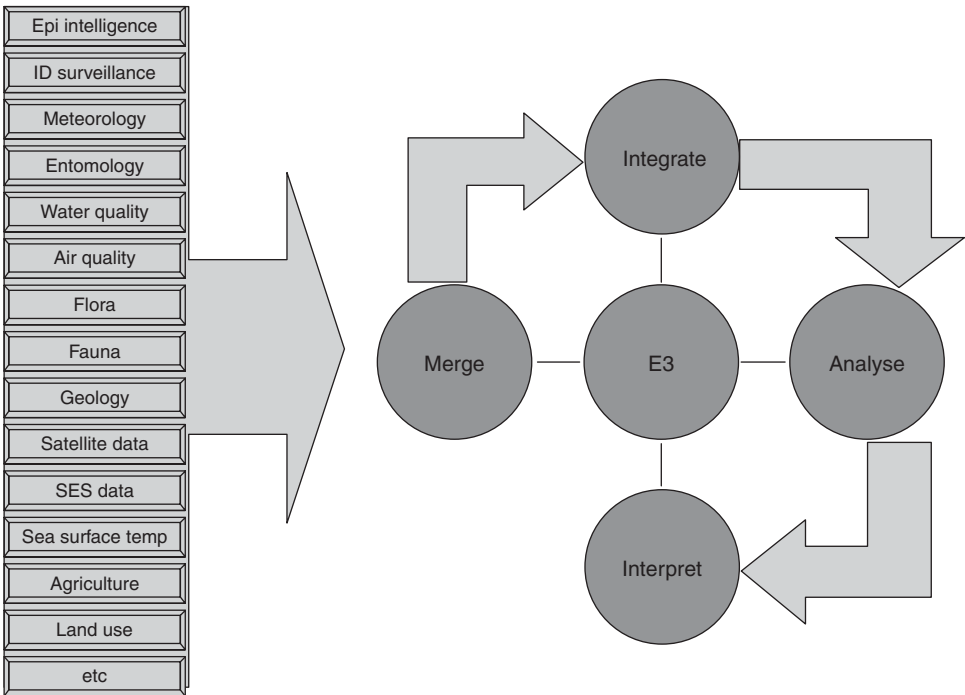 Epi intelligence
ID surveillance
Meteorology
Entomology
Water quality
Air quality
Flora
Fauna
Geology
Satellite data
SES data
Sea surface temp
Agriculture
Land use
etc
Integrate
Merge
E3
Analyse
Interpret